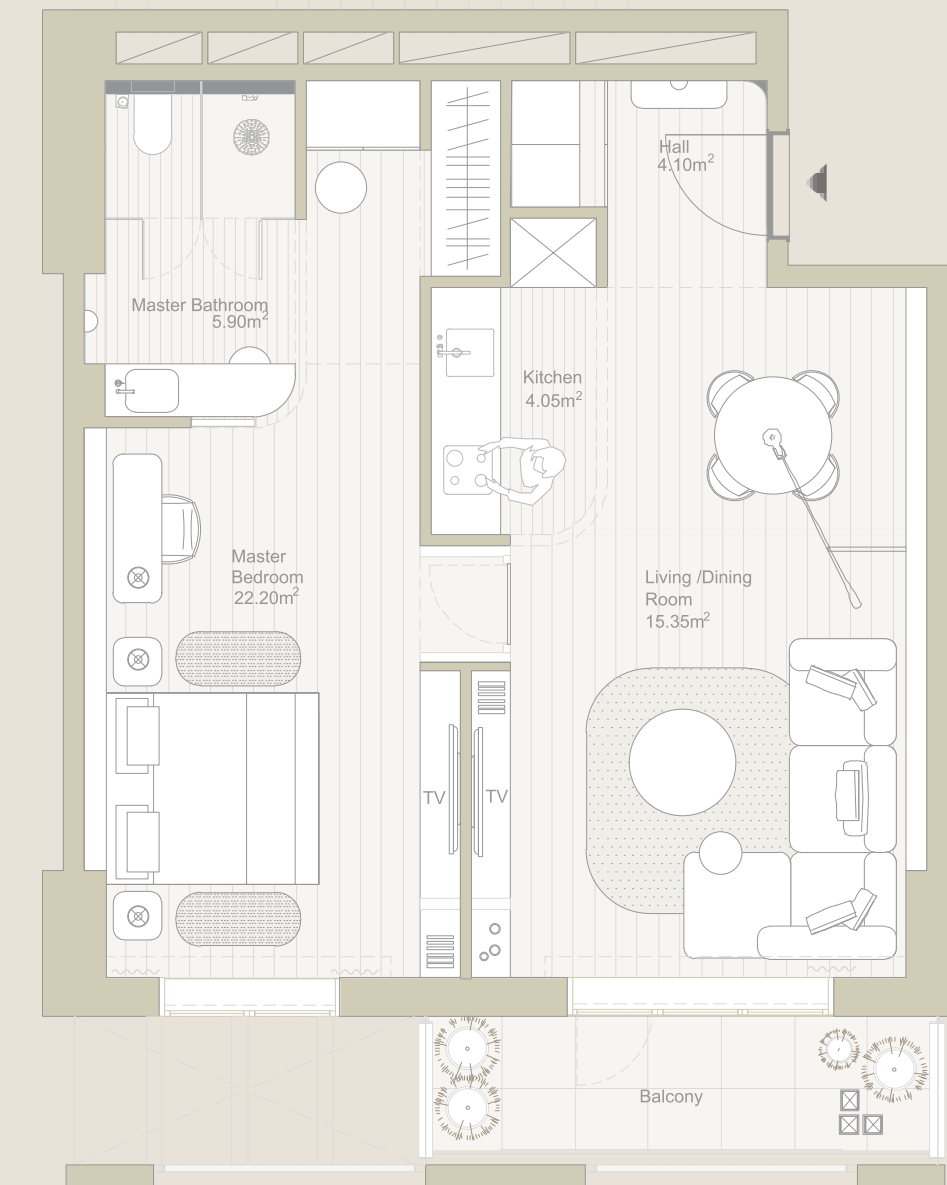 Hall
4.10m²
Master Bathroom
5.90m²
Kitchen
4.05m²
Master
Bedroom
22.20m²
Living /Dining
Room
15.35m²
TV
TV
Balcony